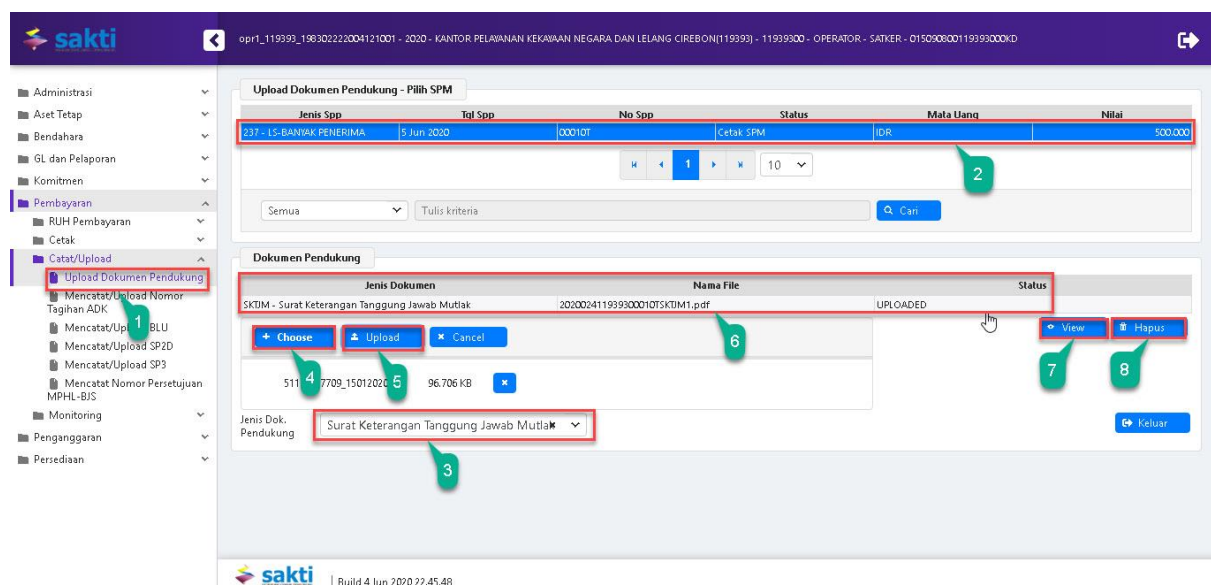 sakti
opr1_119393_198302222004121001 - 2020 - KANTOR PELAYANAN KEKAYAAN NEGARA DAN LELANG CIREBON(119393) - 11939300 - OPERATOR - SATKER - 015090800119393000KD
Administrasi
Aset Tetap
Bendahara
GL dan Pelaporan
Komitmen
Pembayaran
RUH Pembayaran
Cetak
Catat/Upload
Upload Dokumen Pendukung
Mencatat/Upload Nomor
Tagihan ADK
1
BLU
Mencatat/Upload SP2D
Mencatat/Upload SP3
Mencatat Nomor Persetujuan
MPHL-BJS
Monitoring
Penganggaran
Persediaan
Upload Dokumen Pendukung - Pilih SPM
Jenis Spp Tgl Spp No Spp Status Mata Uang Nilai
237 - LS-BANYAK PENERIMA 5 Jun 2020 00010T Cetak SPM IDR 500.000
1 10
2
Semua Tulis kriteria Cari
Dokumen Pendukung
Jenis Dokumen Nama File Status
SKTJM - Surat Keterangan Tanggung Jawab Mutlak 20200241193930001​0TSKTJM1.pdf UPLOADED
+ Choose Upload Cancel View Hapus
6
7 8
4 5
511 7709_15012020 96.706 KB
Jenis Dok.
Pendukung
Surat Keterangan Tanggung Jawab Mutlak
Keluar
3
sakti | Build 4 Jun 2020 22.45.48